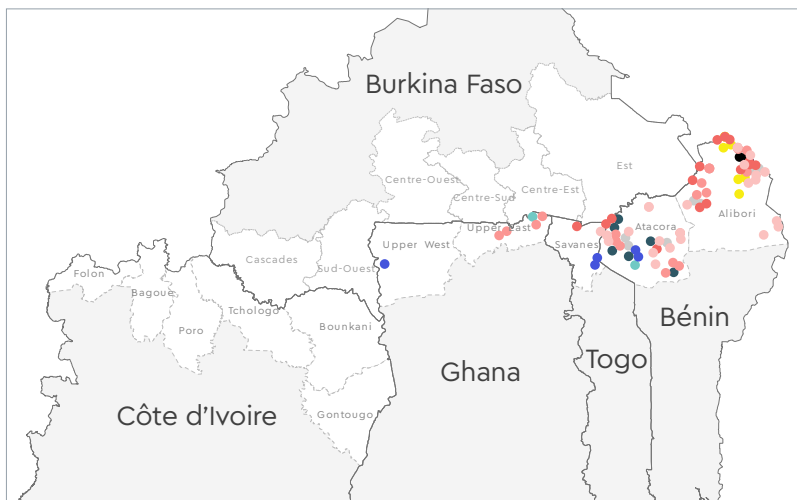 Burkina Faso
Est
Centre-Ouest
Centre-Est
Centre-Sud
Alibori
Atacora
Upper East
Upper West
Savanes
Cascades
Sud-Ouest
Folon
Bagoue
Tchologo
Poro
Bounkani
Bénin
Togo
Ghana
Côte d'Ivoire
Gontougo